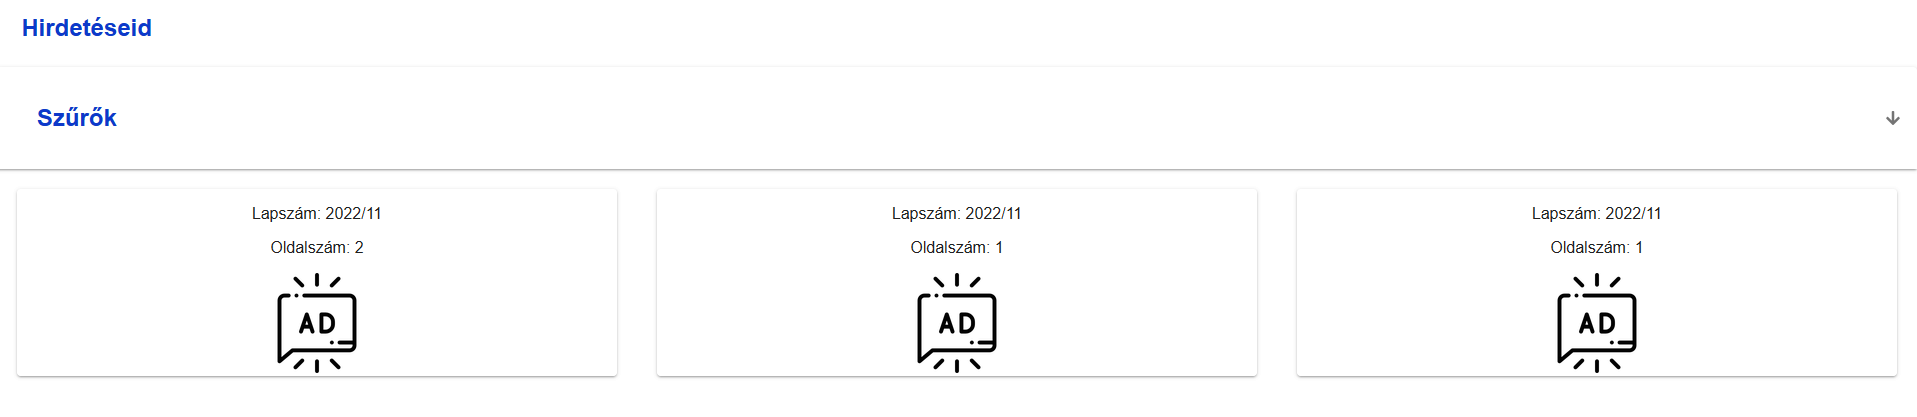 Hirdetéseid
Szűrők
Lapszám: 2022/11
Oldalszám: 2
AD
Lapszám: 2022/11
Oldalszám: 1
AD
Lapszám: 2022/11
Oldalszám: 1
AD